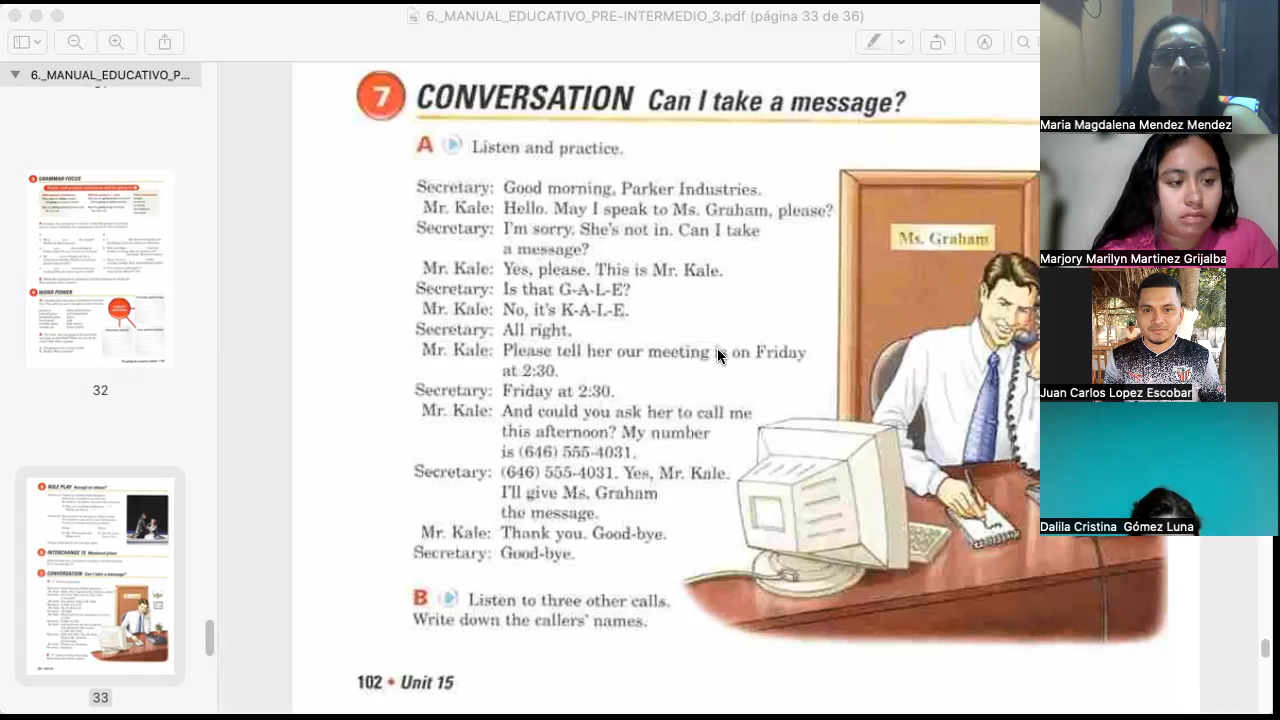 6._MANUAL_EDUCATIVO_PRE-INTERMEDIO_3.pdf (página 33 de 36)
6._MANUAL_EDUCATIVO_P...
32
33
7 CONVERSATION Can I take a message?
A Listen and practice.
Secretary: Good morning, Parker Industries.
Mr. Kale: Hello. May I speak to Ms. Graham, please?
Secretary: I'm sorry. She's not in. Can I take
a message?
Mr. Kale: Yes, please. This is Mr. Kale.
Secretary: Is that G-A-L-E?
Mr. Kale: No, it's K-A-L-E.
Secretary: All right.
Mr. Kale: Please tell her our meeting is on Friday
at 2:30.
Secretary: Friday at 2:30.
Mr. Kale: And could you ask her to call me
this afternoon? My number
is (646) 555-4031.
Secretary: (646) 555-4031. Yes, Mr. Kale.
I'll give Ms. Graham
the message.
Mr. Kale: Thank you. Good-bye.
Secretary: Good-bye.
B Listen to three other calls.
Write down the callers' names.
102 • Unit 15
Ms. Graham
Maria Magdalena Mendez Mendez
Marjory Marilyn Martinez Grijalba
Juan Carlos Lopez Escobar
Dalila Cristina Gómez Luna